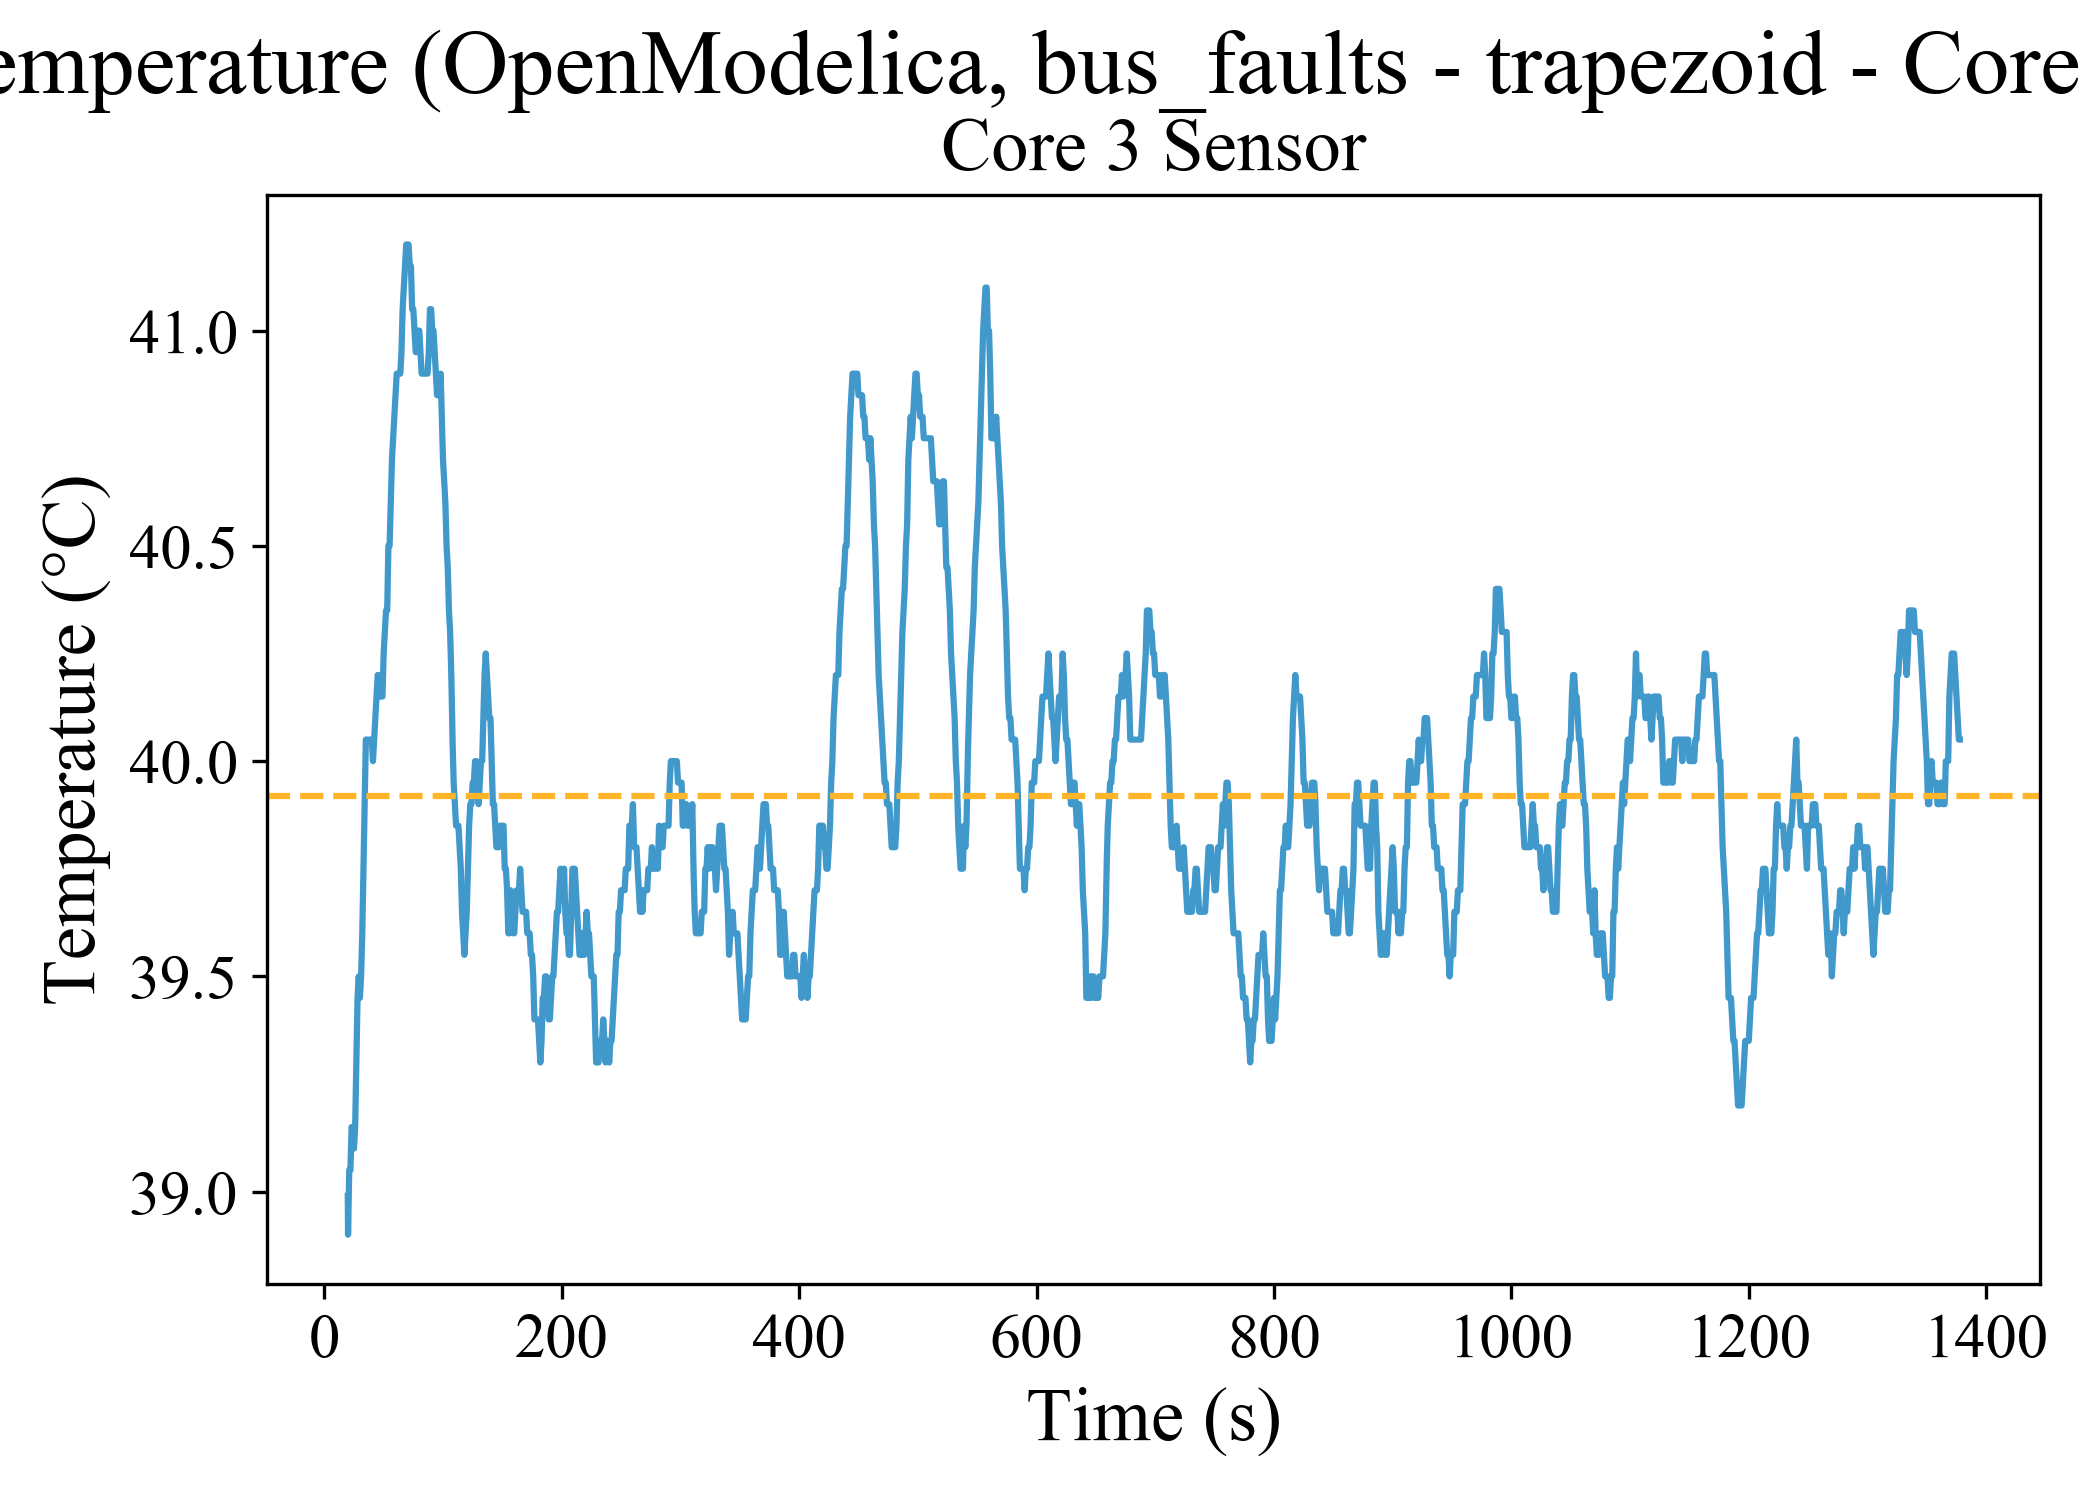 emperature (OpenModelica, bus_faults - trapezoid - Core
Core 3 Sensor
Temperature (°C)
41.0
40.5
40.0
39.5
39.0
0 200 400 600 800 1000 1200 1400
Time (s)